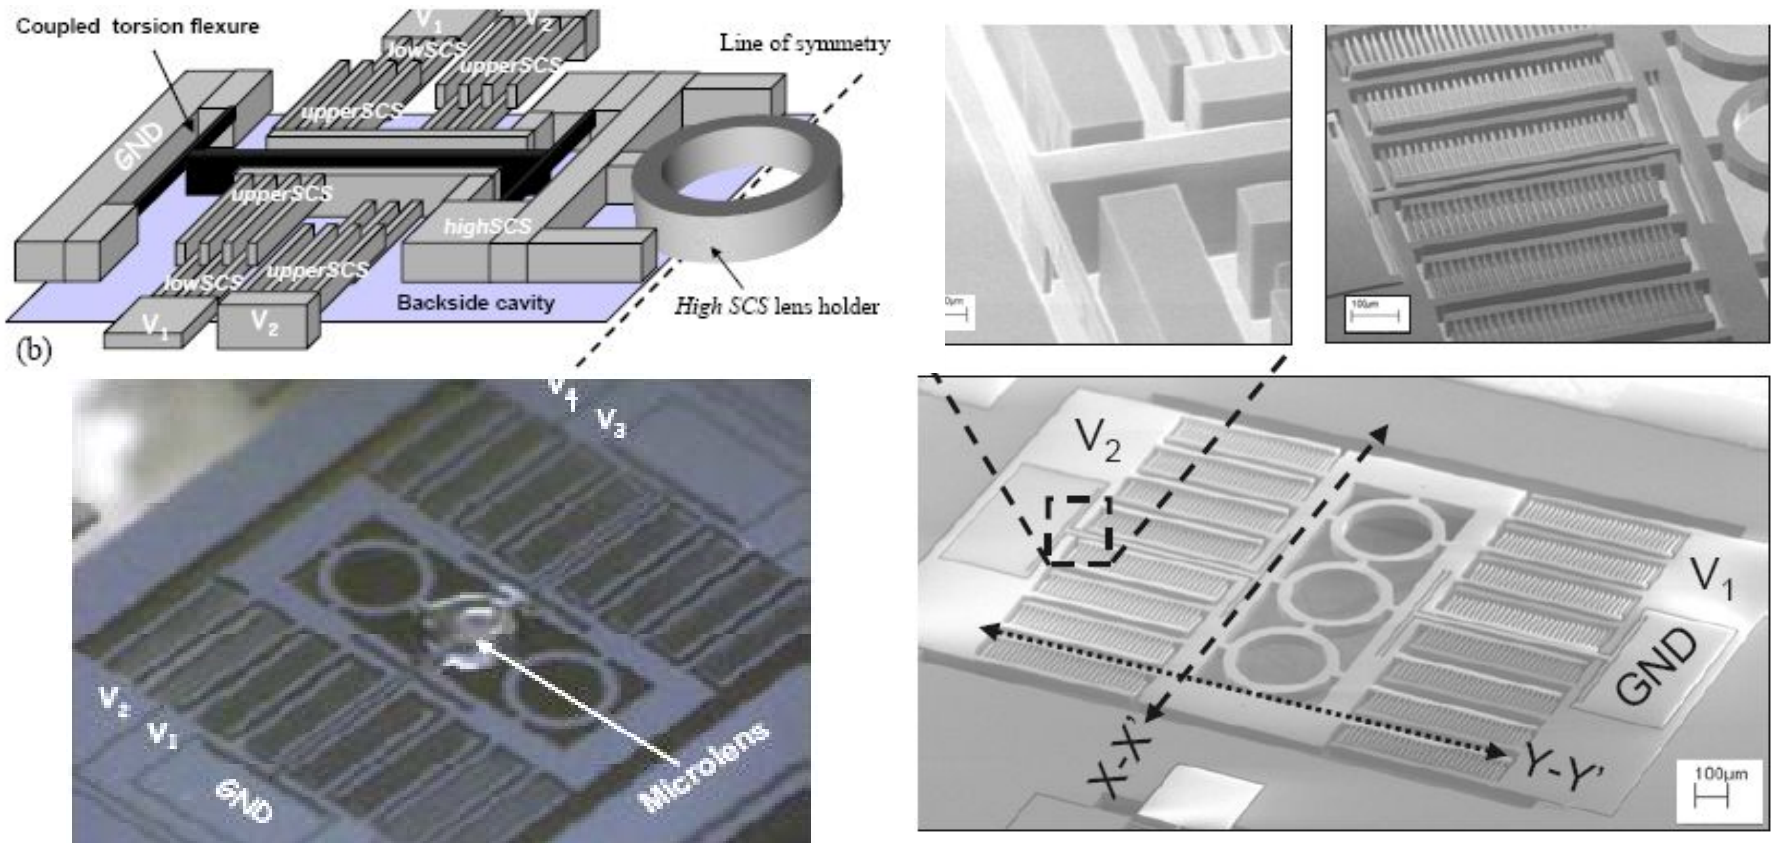 Coupled torsion flexure
V1
V2
Line of symmetry
lowSCS
upperSCS
upperSCS
GND
upperSCS
highSCS
lowSCS
upperSCS
Backside cavity
High SCS lens holder
V1
V2
(b)
V4
V3
V2
V1
GND
Microlens
100µm
V2
V1
GND
X-X'
Y-Y'
100µm